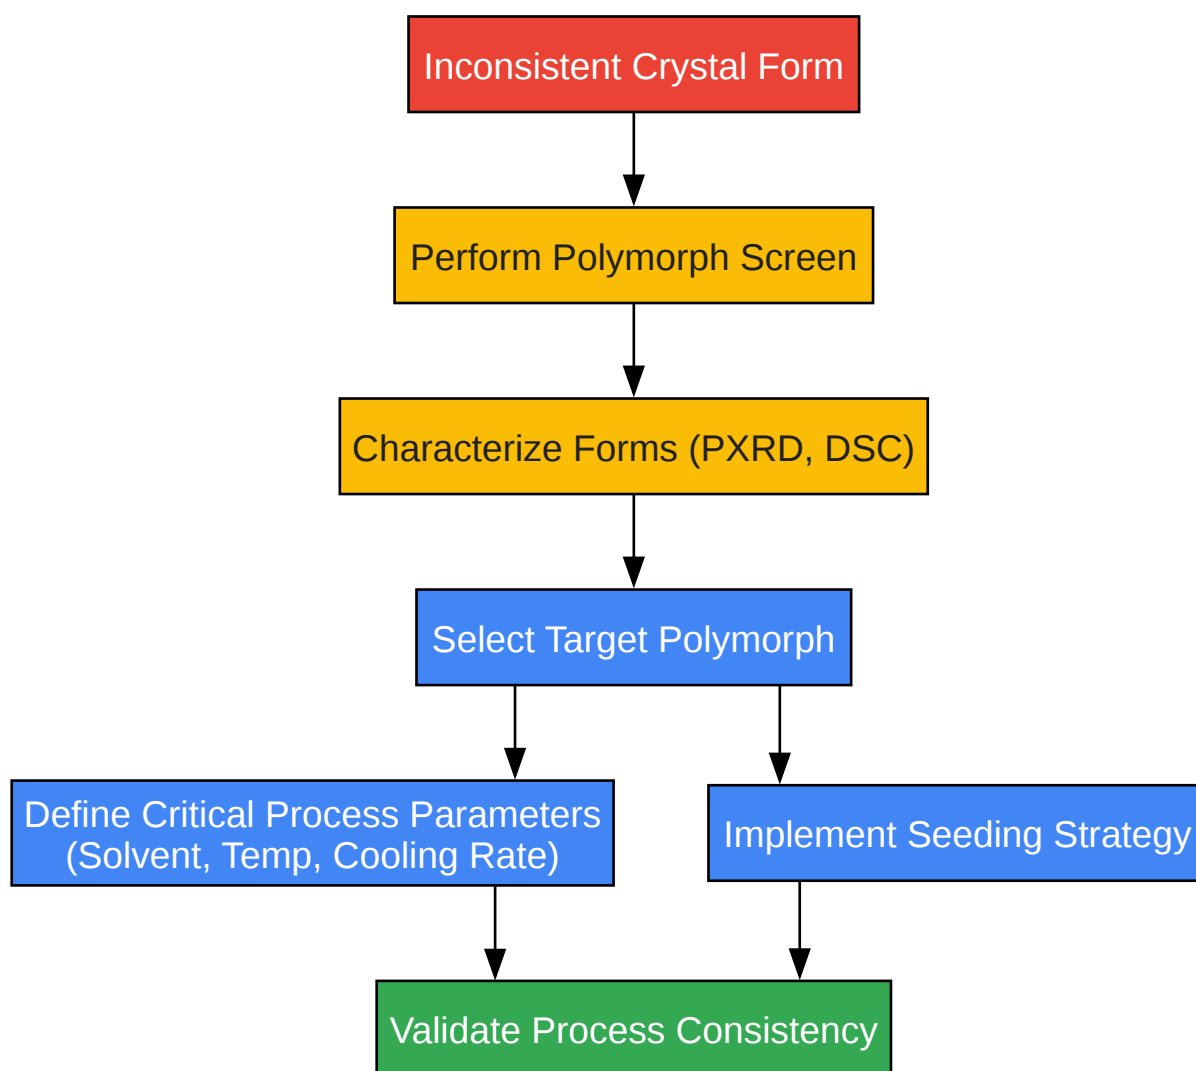 Inconsistent Crystal Form
Perform Polymorph Screen
Characterize Forms (PXRD, DSC)
Select Target Polymorph
Define Critical Process Parameters
(Solvent, Temp, Cooling Rate)
Implement Seeding Strategy
Validate Process Consistency